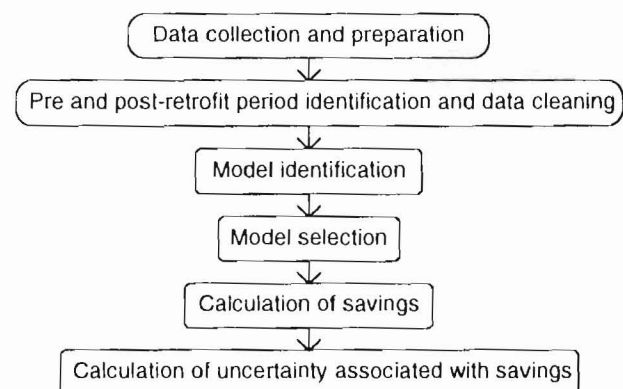 Data collection and preparation
Pre and post-retrofit period identification and data cleaning
Model identification
Model selection
Calculation of savings
Calculation of uncertainty associated with savings